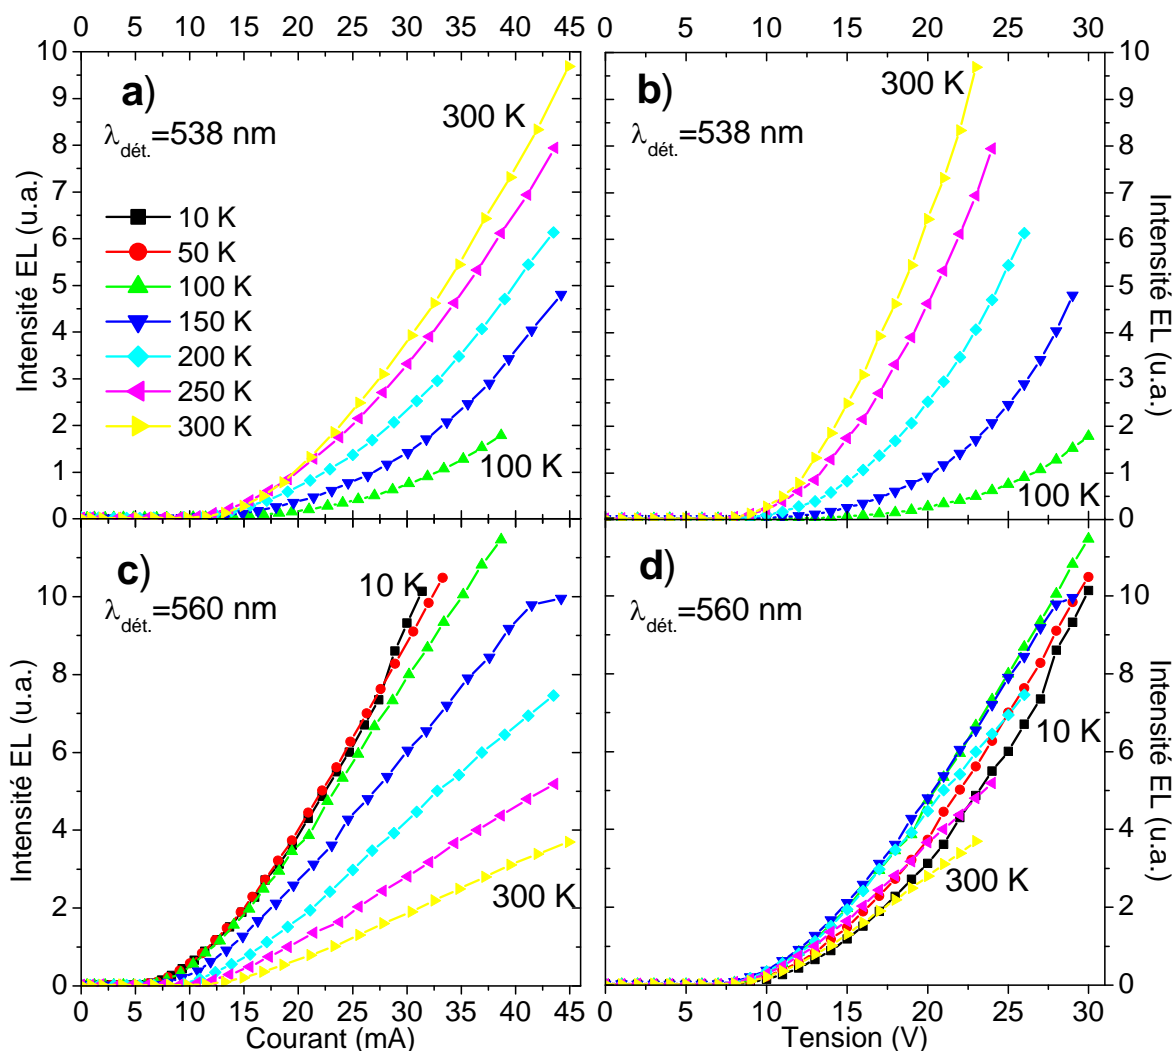 0 5 10 15 20 25 30 35 40 45
0 5 10 15 20 25 30
10
9
8
7
6
5
4
3
2
1
0
Intensité EL (u.a.)
a)
λdét.=538 nm
300 K
10 K
50 K
100 K
150 K
200 K
250 K
300 K
100 K
b)
λdét.=538 nm
300 K
100 K
10
9
8
7
6
5
4
3
2
1
0
Intensité EL (u.a.)
10
8
6
4
2
0
Intensité EL (u.a.)
c)
λdét.=560 nm
10 K
300 K
d)
λdét.=560 nm
10 K
300 K
10
8
6
4
2
0
Intensité EL (u.a.)
0 5 10 15 20 25 30 35 40 45
Courant (mA)
0 5 10 15 20 25 30
Tension (V)